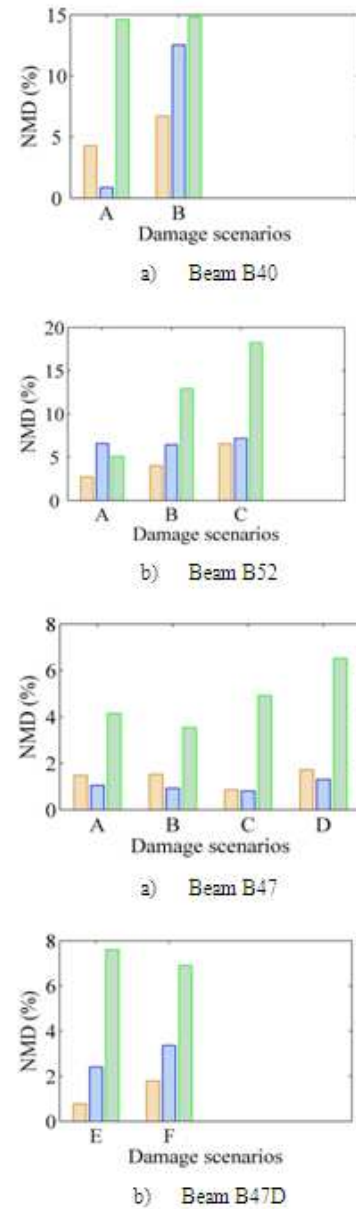 15
10
5
0
NMD (%)
A B
Damage scenarios
a) Beam B40
20
15
10
5
0
NMD (%)
A B C
Damage scenarios
b) Beam B52
8
6
4
2
0
NMD (%)
A B C D
Damage scenarios
a) Beam B47
8
6
4
2
0
NMD (%)
E F
Damage scenarios
b) Beam B47D